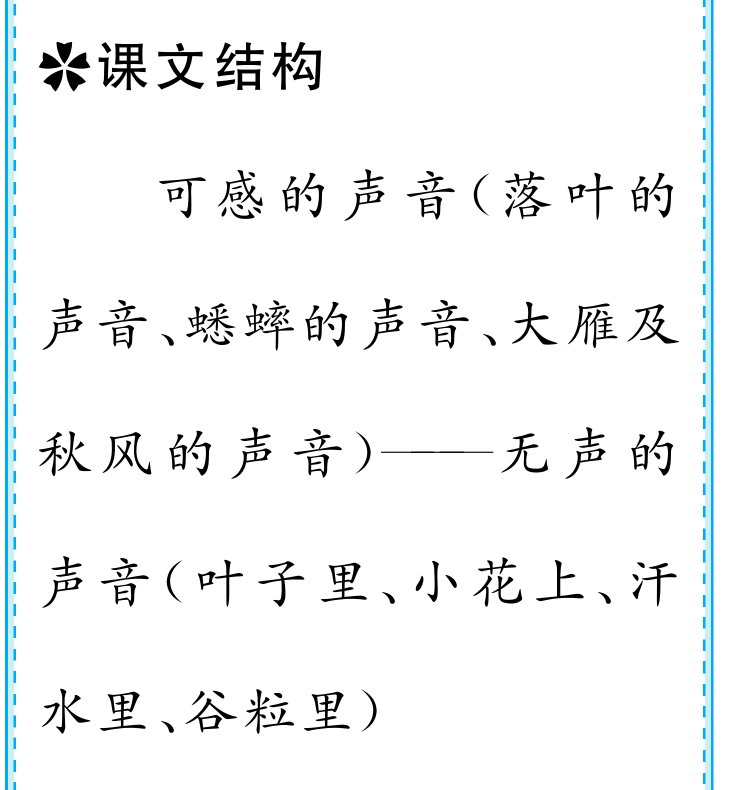 课文结构
可感的声音(落叶的
声音、蟋蟀的声音、大雁及
秋风的声音)——无声的
声音(叶子里、小花上、汗
水里、谷粒里)